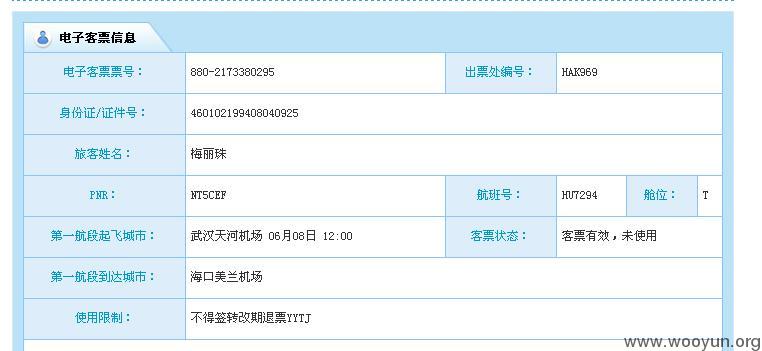 电子客票信息
电子客票票号： 880-2173380295 出票处编号： HAK969
身份证/证件号： 460102199408040925
旅客姓名： 梅丽珠
PNR： NT5CEF 航班号： HU7294 舱位： T
第一航段起飞城市： 武汉天河机场 06月08日 12:00 客票状态： 客票有效，未使用
第一航段到达城市： 海口美兰机场
使用限制： 不得签转改期退票YYTJ
www.wooyun.org